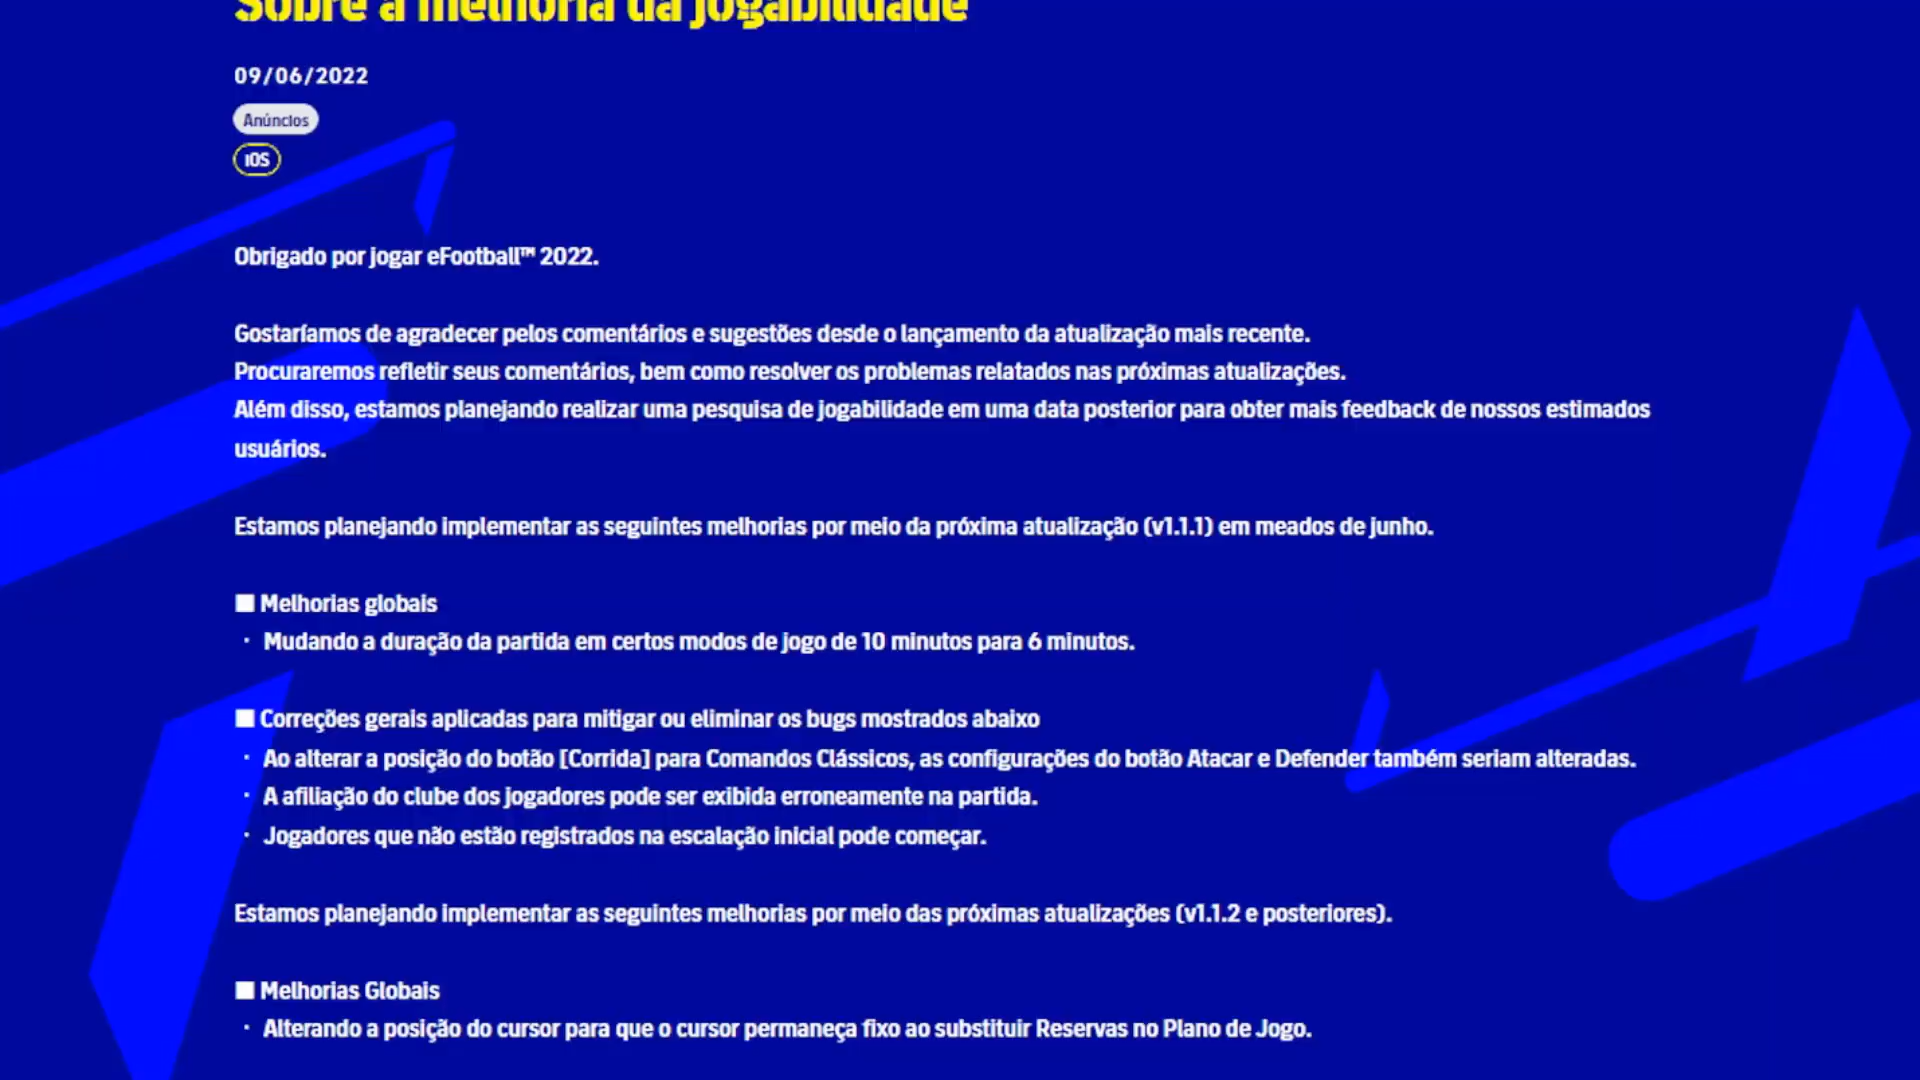 Sobre a melhoria da jogabilidade
09/06/2022
Anúncios
iOS
Obrigado por jogar eFootball™ 2022.
Gostaríamos de agradecer pelos comentários e sugestões desde o lançamento da atualização mais recente.
Procuraremos refletir seus comentários, bem como resolver os problemas relatados nas próximas atualizações.
Além disso, estamos planejando realizar uma pesquisa de jogabilidade em uma data posterior para obter mais feedback de nossos estimados
usuários.
Estamos planejando implementar as seguintes melhorias por meio da próxima atualização (v1.1.1) em meados de junho.
■ Melhorias globais
・ Mudando a duração da partida em certos modos de jogo de 10 minutos para 6 minutos.
■ Correções gerais aplicadas para mitigar ou eliminar os bugs mostrados abaixo
・ Ao alterar a posição do botão [Corrida] para Comandos Clássicos, as configurações do botão Atacar e Defender também seriam alteradas.
・ A afiliação do clube dos jogadores pode ser exibida erroneamente na partida.
・ Jogadores que não estão registrados na escalação inicial pode começar.
Estamos planejando implementar as seguintes melhorias por meio das próximas atualizações (v1.1.2 e posteriores).
■ Melhorias Globais
・ Alterando a posição do cursor para que o cursor permaneça fixo ao substituir Reservas no Plano de Jogo.